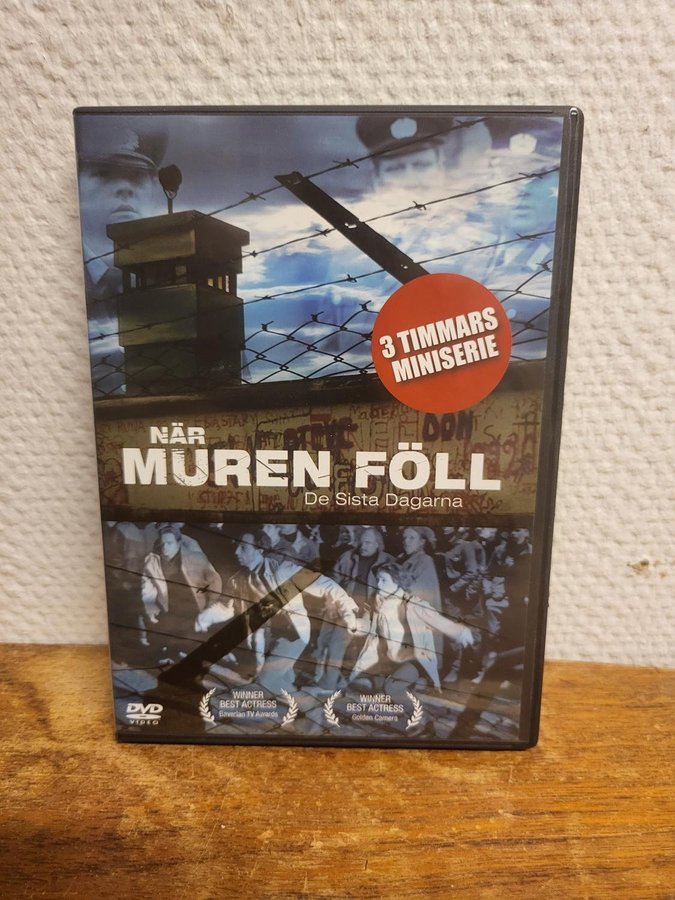 3 TIMMARS
MINISERIE
DON
NÄR
MUREN FÖLL
De Sista Dagarna
DVD
VIDEO
WINNER
BEST ACTRESS
Bavarian TV Awards
WINNER
BEST ACTRESS
Golden Camera